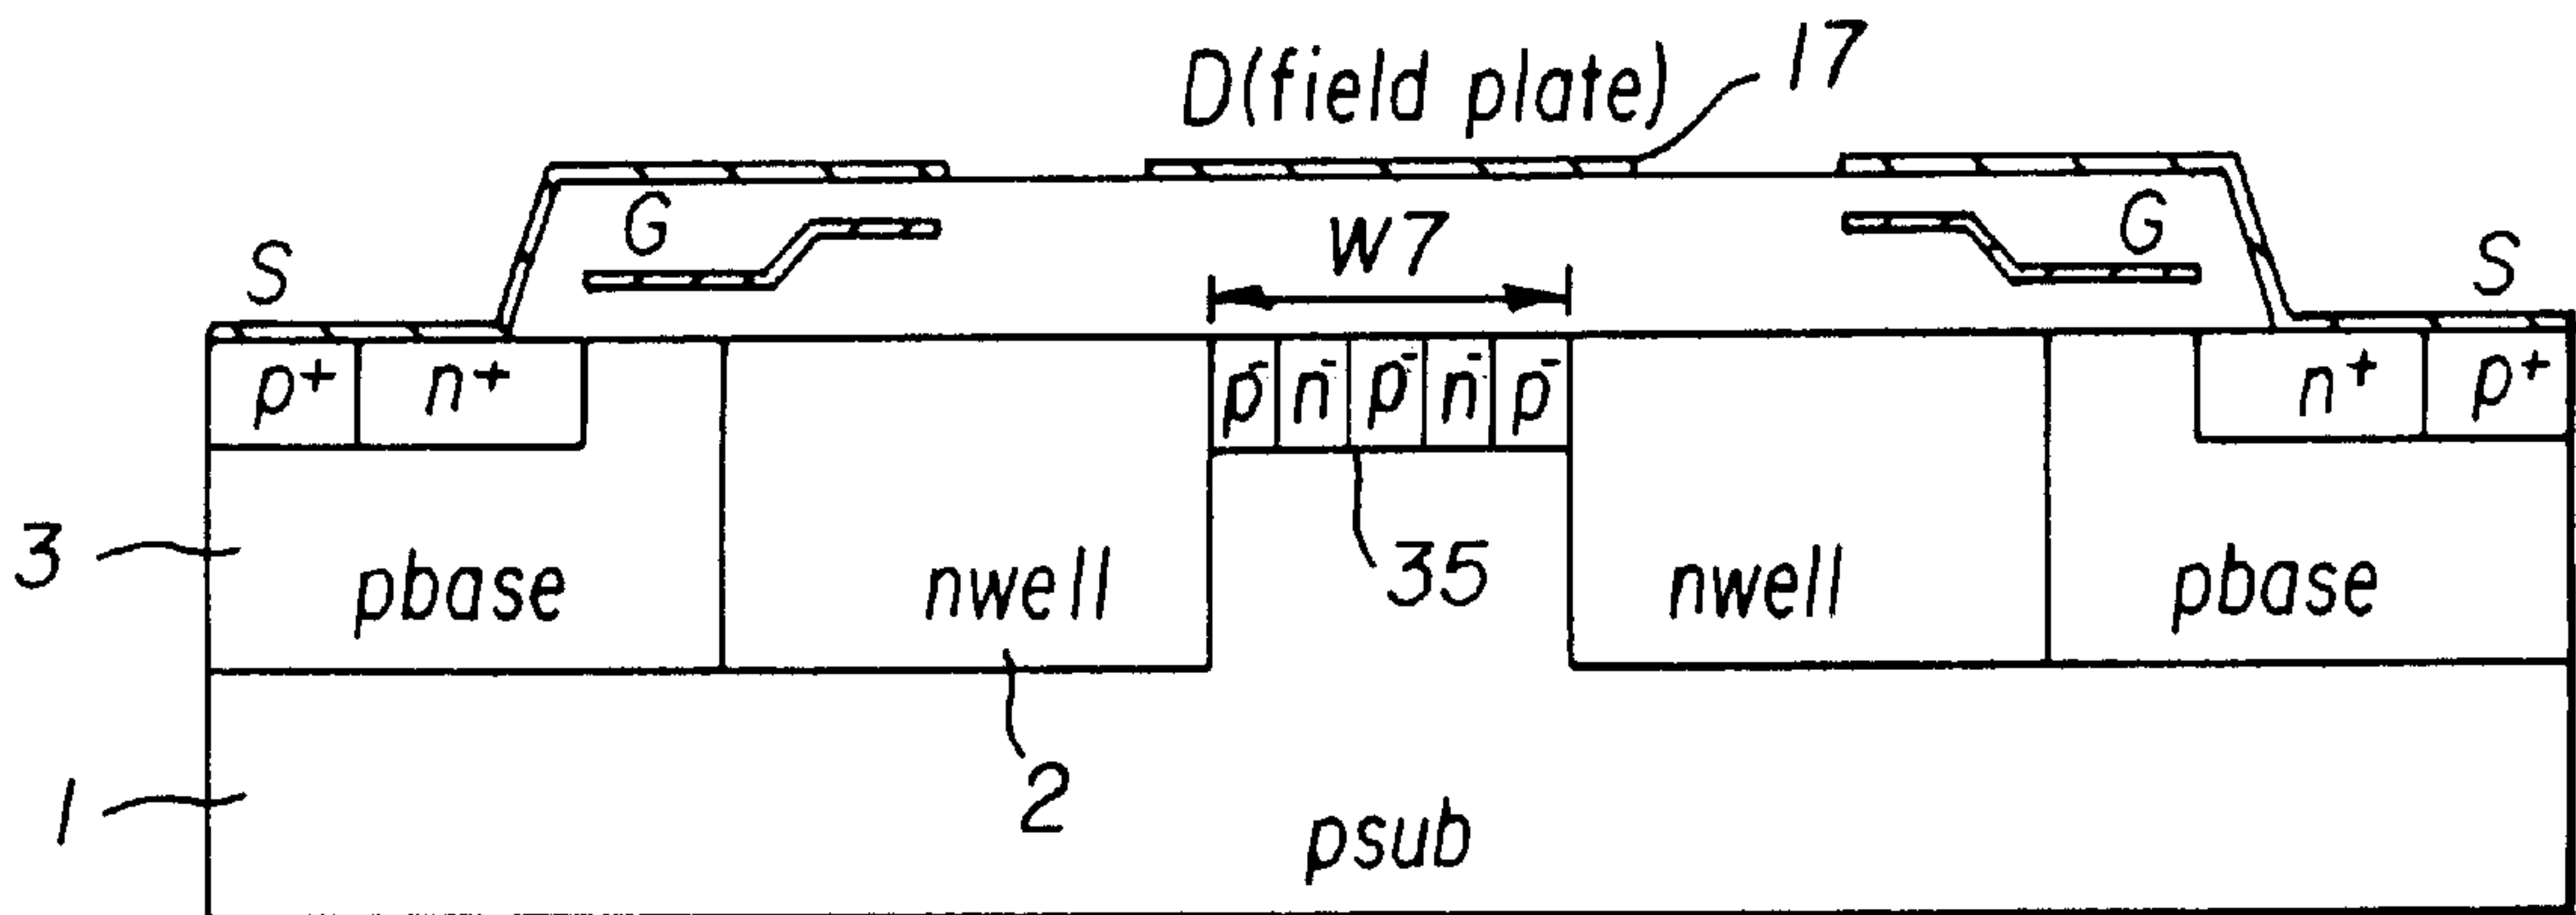 D(field plate) 17
G W7 G
S S
p+ n+ p- n- p- n- p- n+ p+
3 pbase nwell 35 nwell pbase
1 2 psub